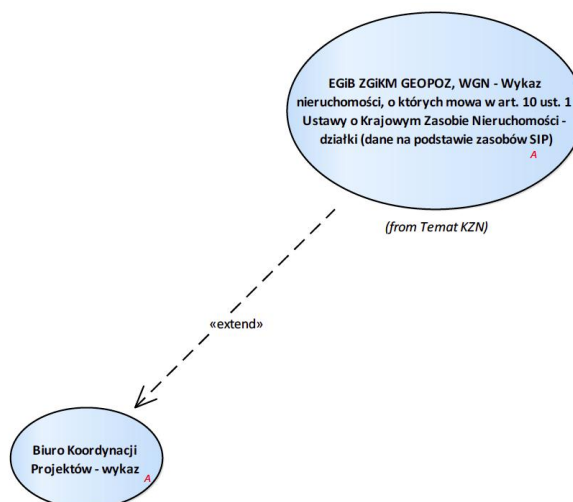 EGiB ZGiKM GEOPOZ, WGN - Wykaz
nieruchomości, o których mowa w art. 10 ust. 1
Ustawy o Krajowym Zasobie Nieruchomości -
działki (dane na podstawie zasobów SIP)
A
(from Temat KZN)
«extend»
Biuro Koordynacji
Projektów - wykaz
A